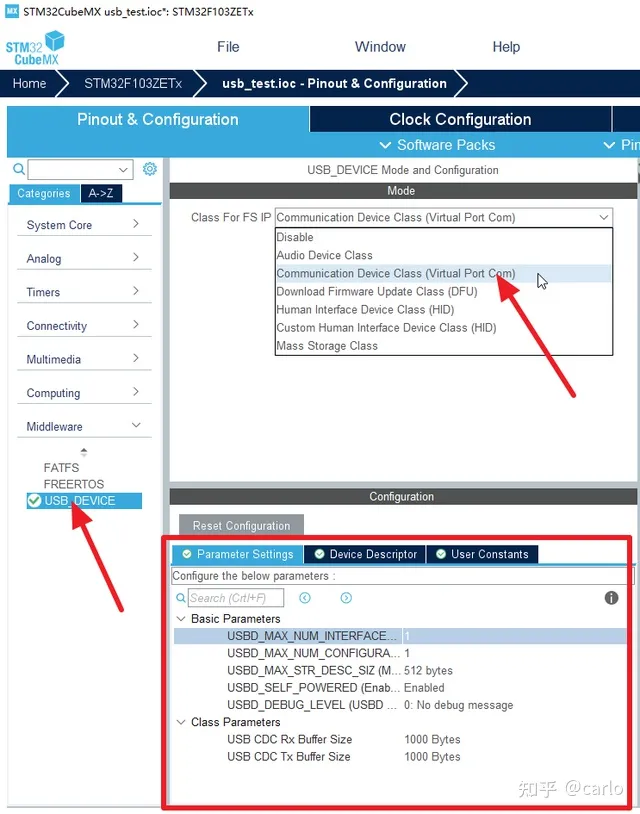 MX STM32CubeMX usb_test.ioc*: STM32F103ZETx
STM32
CubeMX
File Window Help
Home STM32F103ZETx usb_test.ioc - Pinout & Configuration
Pinout & Configuration Clock Configuration
Software Packs Pin
USB_DEVICE Mode and Configuration
Categories A->Z
Mode
System Core
Analog
Timers
Connectivity
Multimedia
Computing
Middleware
FATFS
FREERTOS
USB_DEVICE
Class For FS IP Communication Device Class (Virtual Port Com)
Disable
Audio Device Class
Communication Device Class (Virtual Port Com)
Download Firmware Update Class (DFU)
Human Interface Device Class (HID)
Custom Human Interface Device Class (HID)
Mass Storage Class
Configuration
Reset Configuration
Parameter Settings Device Descriptor User Constants
Configure the below parameters :
Search (Crtl+F)
Basic Parameters
USBD_MAX_NUM_INTERFACE... 1
USBD_MAX_NUM_CONFIGURA... 1
USBD_MAX_STR_DESC_SIZ (M... 512 bytes
USBD_SELF_POWERED (Enab... Enabled
USBD_DEBUG_LEVEL (USBD ... 0: No debug message
Class Parameters
USB CDC Rx Buffer Size 1000 Bytes
USB CDC Tx Buffer Size 1000 Bytes
知乎 @carlo